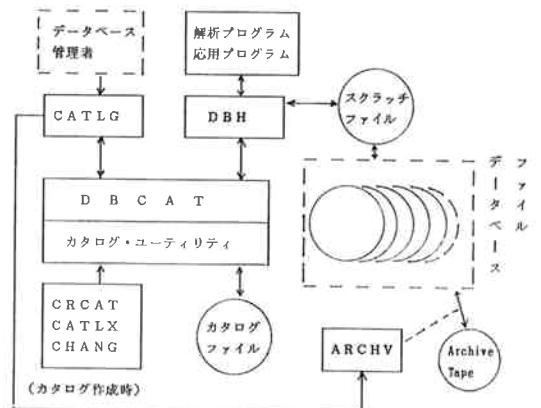 データベース
管理者
解析プログラム
応用プログラム
CATLG
DBH
スクラッチ
ファイル
DBCAT
カタログ・ユーティリティ
データベース
ファイル
CRCAT
CATLX
CHANG
カタログ
ファイル
ARCHV
Archive
Tape
(カタログ作成時)